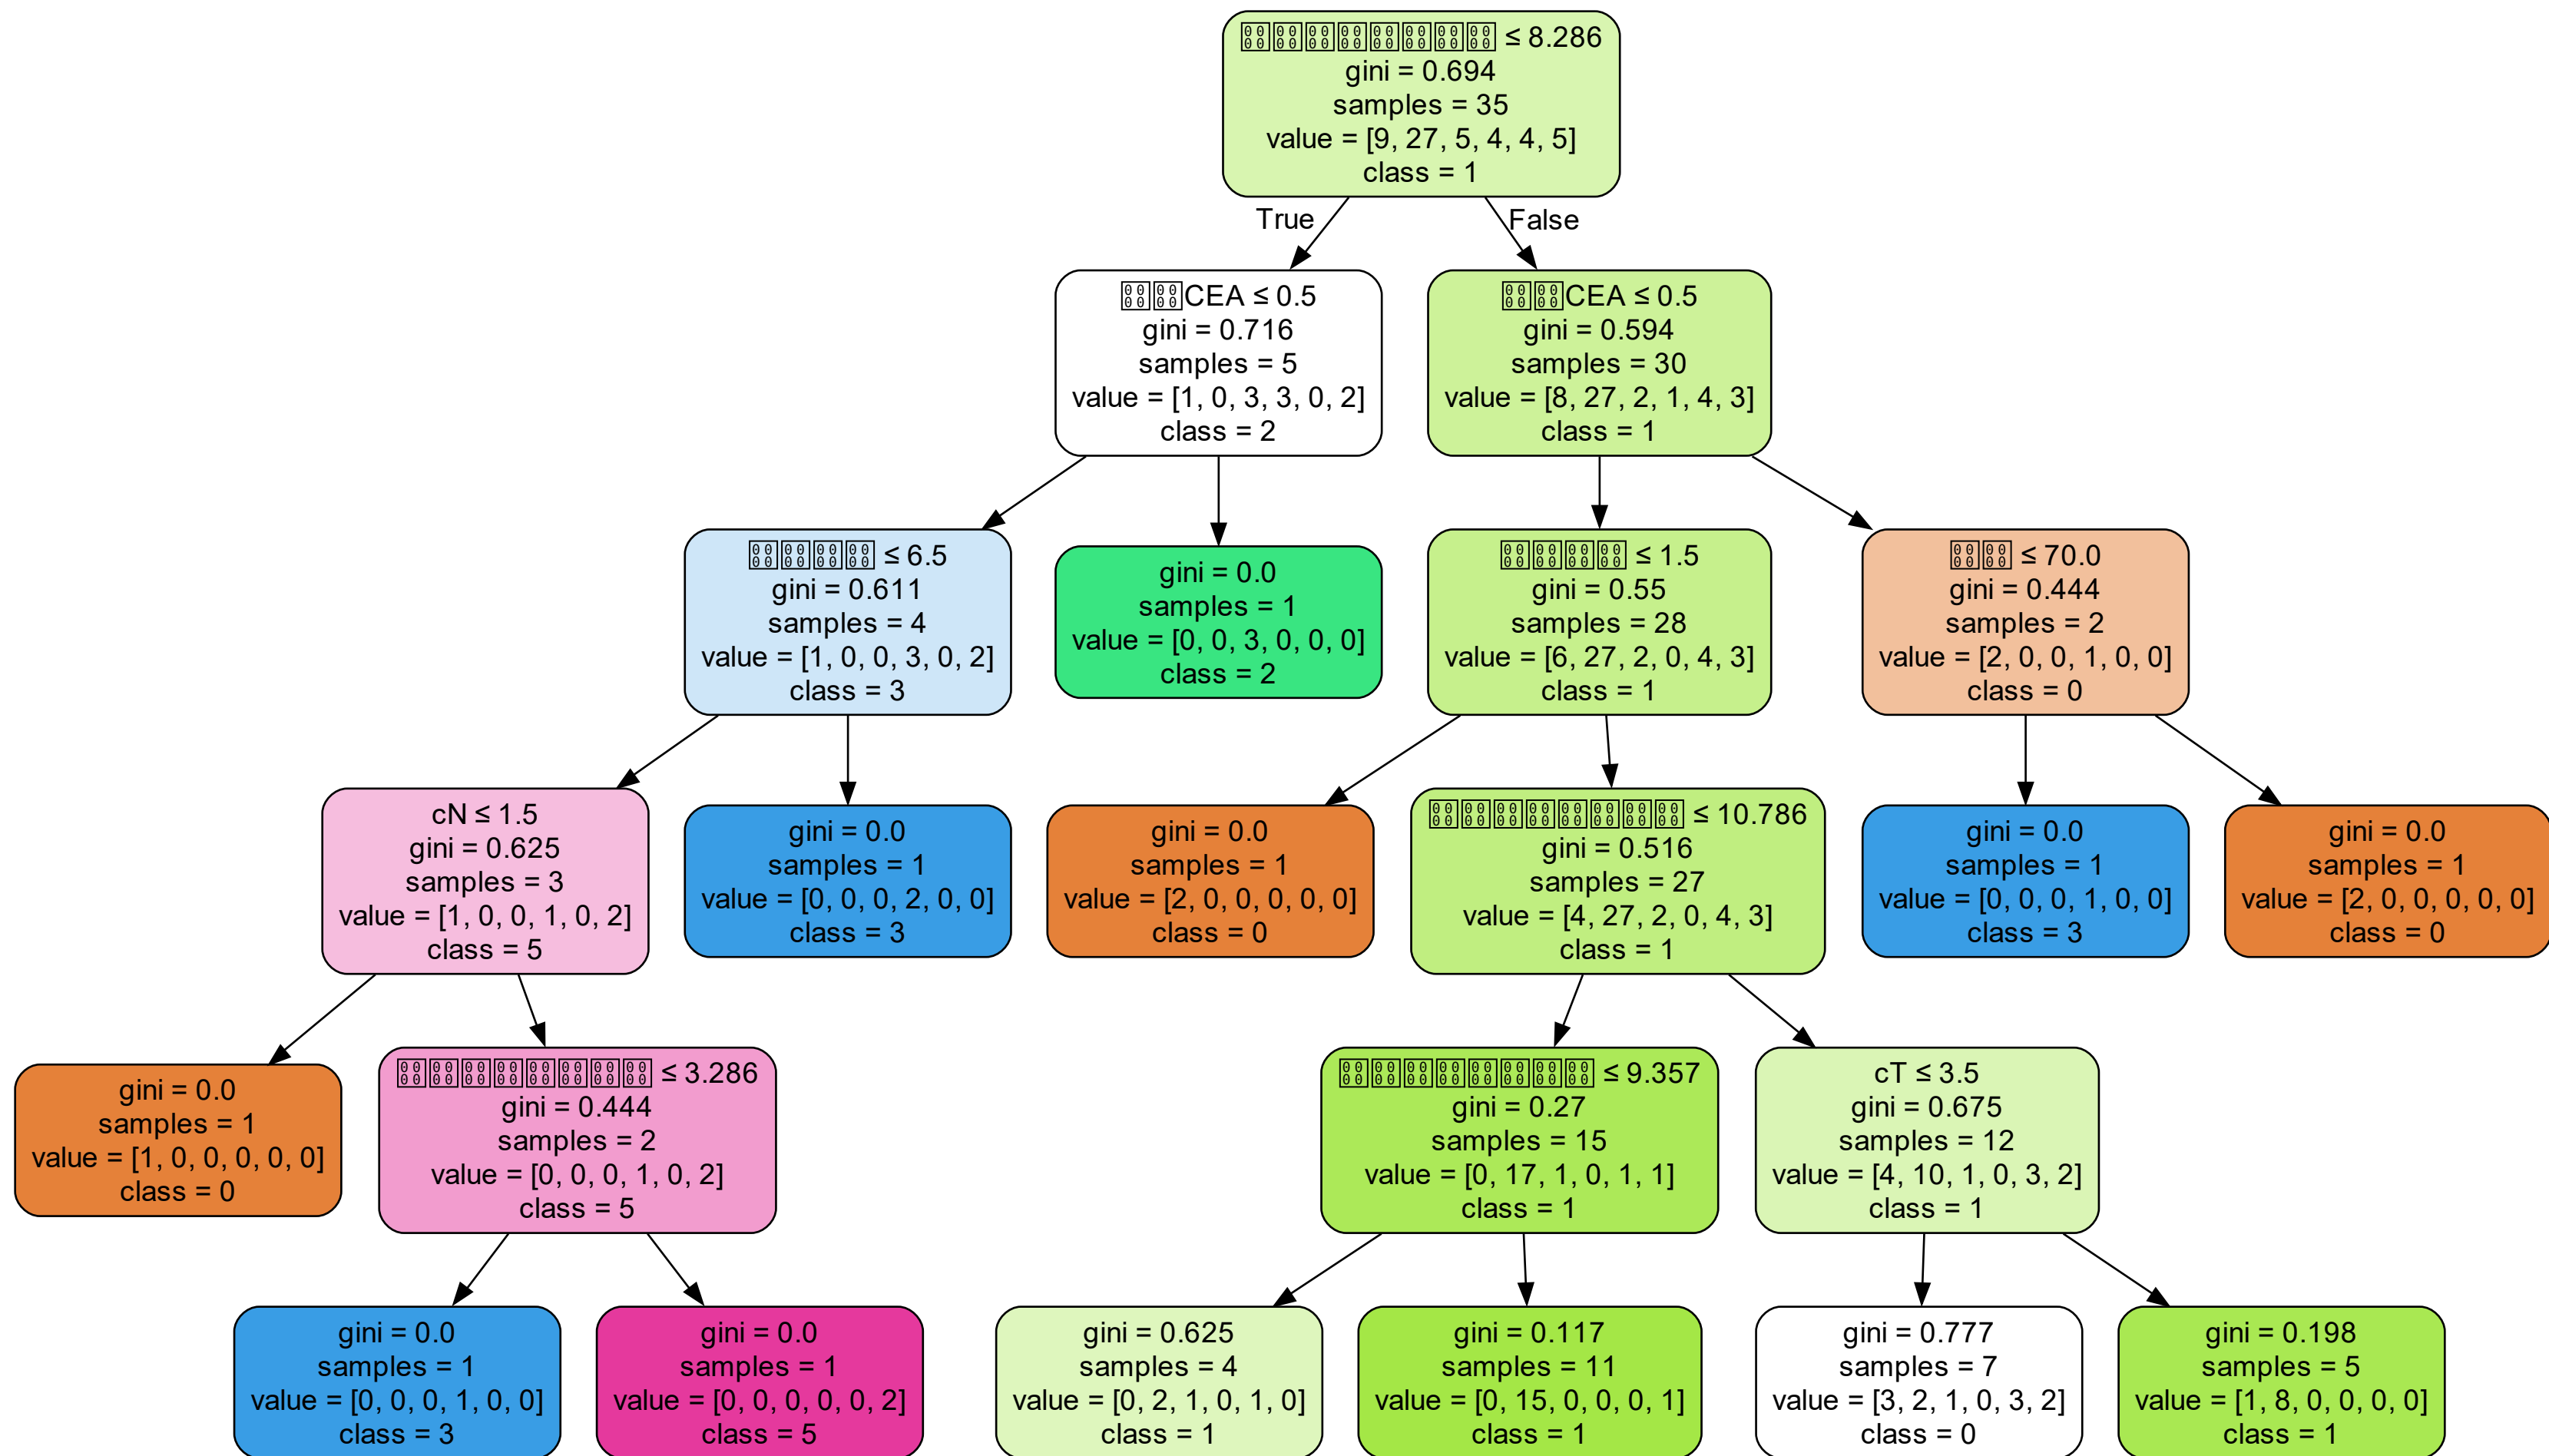 ≤ 8.286
gini = 0.694
samples = 35
value = [9, 27, 5, 4, 4, 5]
class = 1
True
False
CEA ≤ 0.5
gini = 0.716
samples = 5
value = [1, 0, 3, 3, 0, 2]
class = 2
CEA ≤ 0.5
gini = 0.594
samples = 30
value = [8, 27, 2, 1, 4, 3]
class = 1
≤ 6.5
gini = 0.611
samples = 4
value = [1, 0, 0, 3, 0, 2]
class = 3
gini = 0.0
samples = 1
value = [0, 0, 3, 0, 0, 0]
class = 2
≤ 1.5
gini = 0.55
samples = 28
value = [6, 27, 2, 0, 4, 3]
class = 1
≤ 70.0
gini = 0.444
samples = 2
value = [2, 0, 0, 1, 0, 0]
class = 0
cN ≤ 1.5
gini = 0.625
samples = 3
value = [1, 0, 0, 1, 0, 2]
class = 5
gini = 0.0
samples = 1
value = [0, 0, 0, 2, 0, 0]
class = 3
gini = 0.0
samples = 1
value = [2, 0, 0, 0, 0, 0]
class = 0
≤ 10.786
gini = 0.516
samples = 27
value = [4, 27, 2, 0, 4, 3]
class = 1
gini = 0.0
samples = 1
value = [0, 0, 0, 1, 0, 0]
class = 3
gini = 0.0
samples = 1
value = [2, 0, 0, 0, 0, 0]
class = 0
gini = 0.0
samples = 1
value = [1, 0, 0, 0, 0, 0]
class = 0
≤ 3.286
gini = 0.444
samples = 2
value = [0, 0, 0, 1, 0, 2]
class = 5
≤ 9.357
gini = 0.27
samples = 15
value = [0, 17, 1, 0, 1, 1]
class = 1
cT ≤ 3.5
gini = 0.675
samples = 12
value = [4, 10, 1, 0, 3, 2]
class = 1
gini = 0.0
samples = 1
value = [0, 0, 0, 1, 0, 0]
class = 3
gini = 0.0
samples = 1
value = [0, 0, 0, 0, 0, 2]
class = 5
gini = 0.625
samples = 4
value = [0, 2, 1, 0, 1, 0]
class = 1
gini = 0.117
samples = 11
value = [0, 15, 0, 0, 0, 1]
class = 1
gini = 0.777
samples = 7
value = [3, 2, 1, 0, 3, 2]
class = 0
gini = 0.198
samples = 5
value = [1, 8, 0, 0, 0, 0]
class = 1